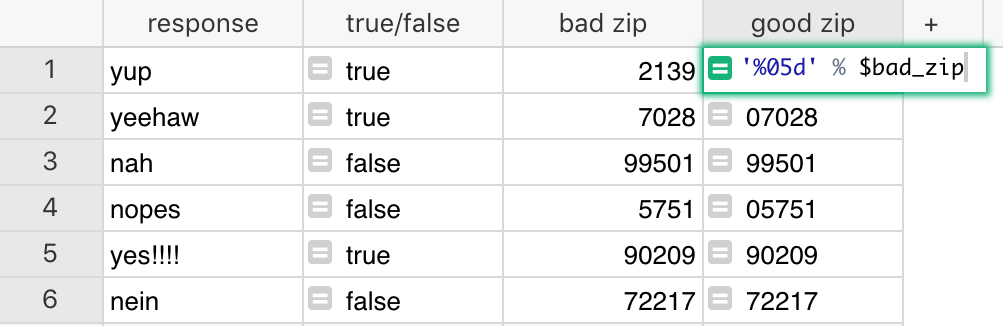 response true/false bad zip good zip +
1 yup = true 2139 = '%05d' % $bad_zip
2 yeehaw = true 7028 = 07028
3 nah = false 99501 = 99501
4 nopes = false 5751 = 05751
5 yes!!!! = true 90209 = 90209
6 nein = false 72217 = 72217